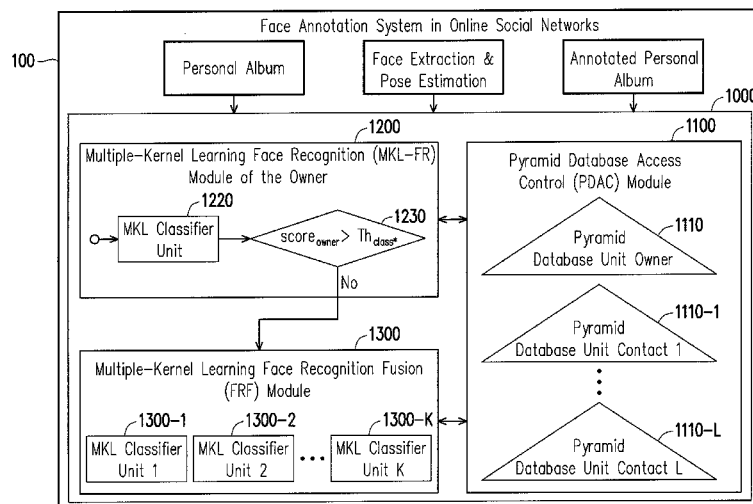 Face Annotation System in Online Social Networks
100
Personal Album
Face Extraction &
Pose Estimation
Annotated Personal
Album
1000
1200
Multiple-Kernel Learning Face Recognition (MKL-FR)
Module of the Owner
1220
MKL Classifier
Unit
1230
score_owner > Th_class*
No
1300
Multiple-Kernel Learning Face Recognition Fusion
(FRF) Module
1300-1
MKL Classifier
Unit 1
1300-2
MKL Classifier
Unit 2
1300-K
MKL Classifier
Unit K
1100
Pyramid Database Access
Control (PDAC) Module
1110
Pyramid
Database Unit Owner
1110-1
Pyramid
Database Unit Contact 1
1110-L
Pyramid
Database Unit Contact L